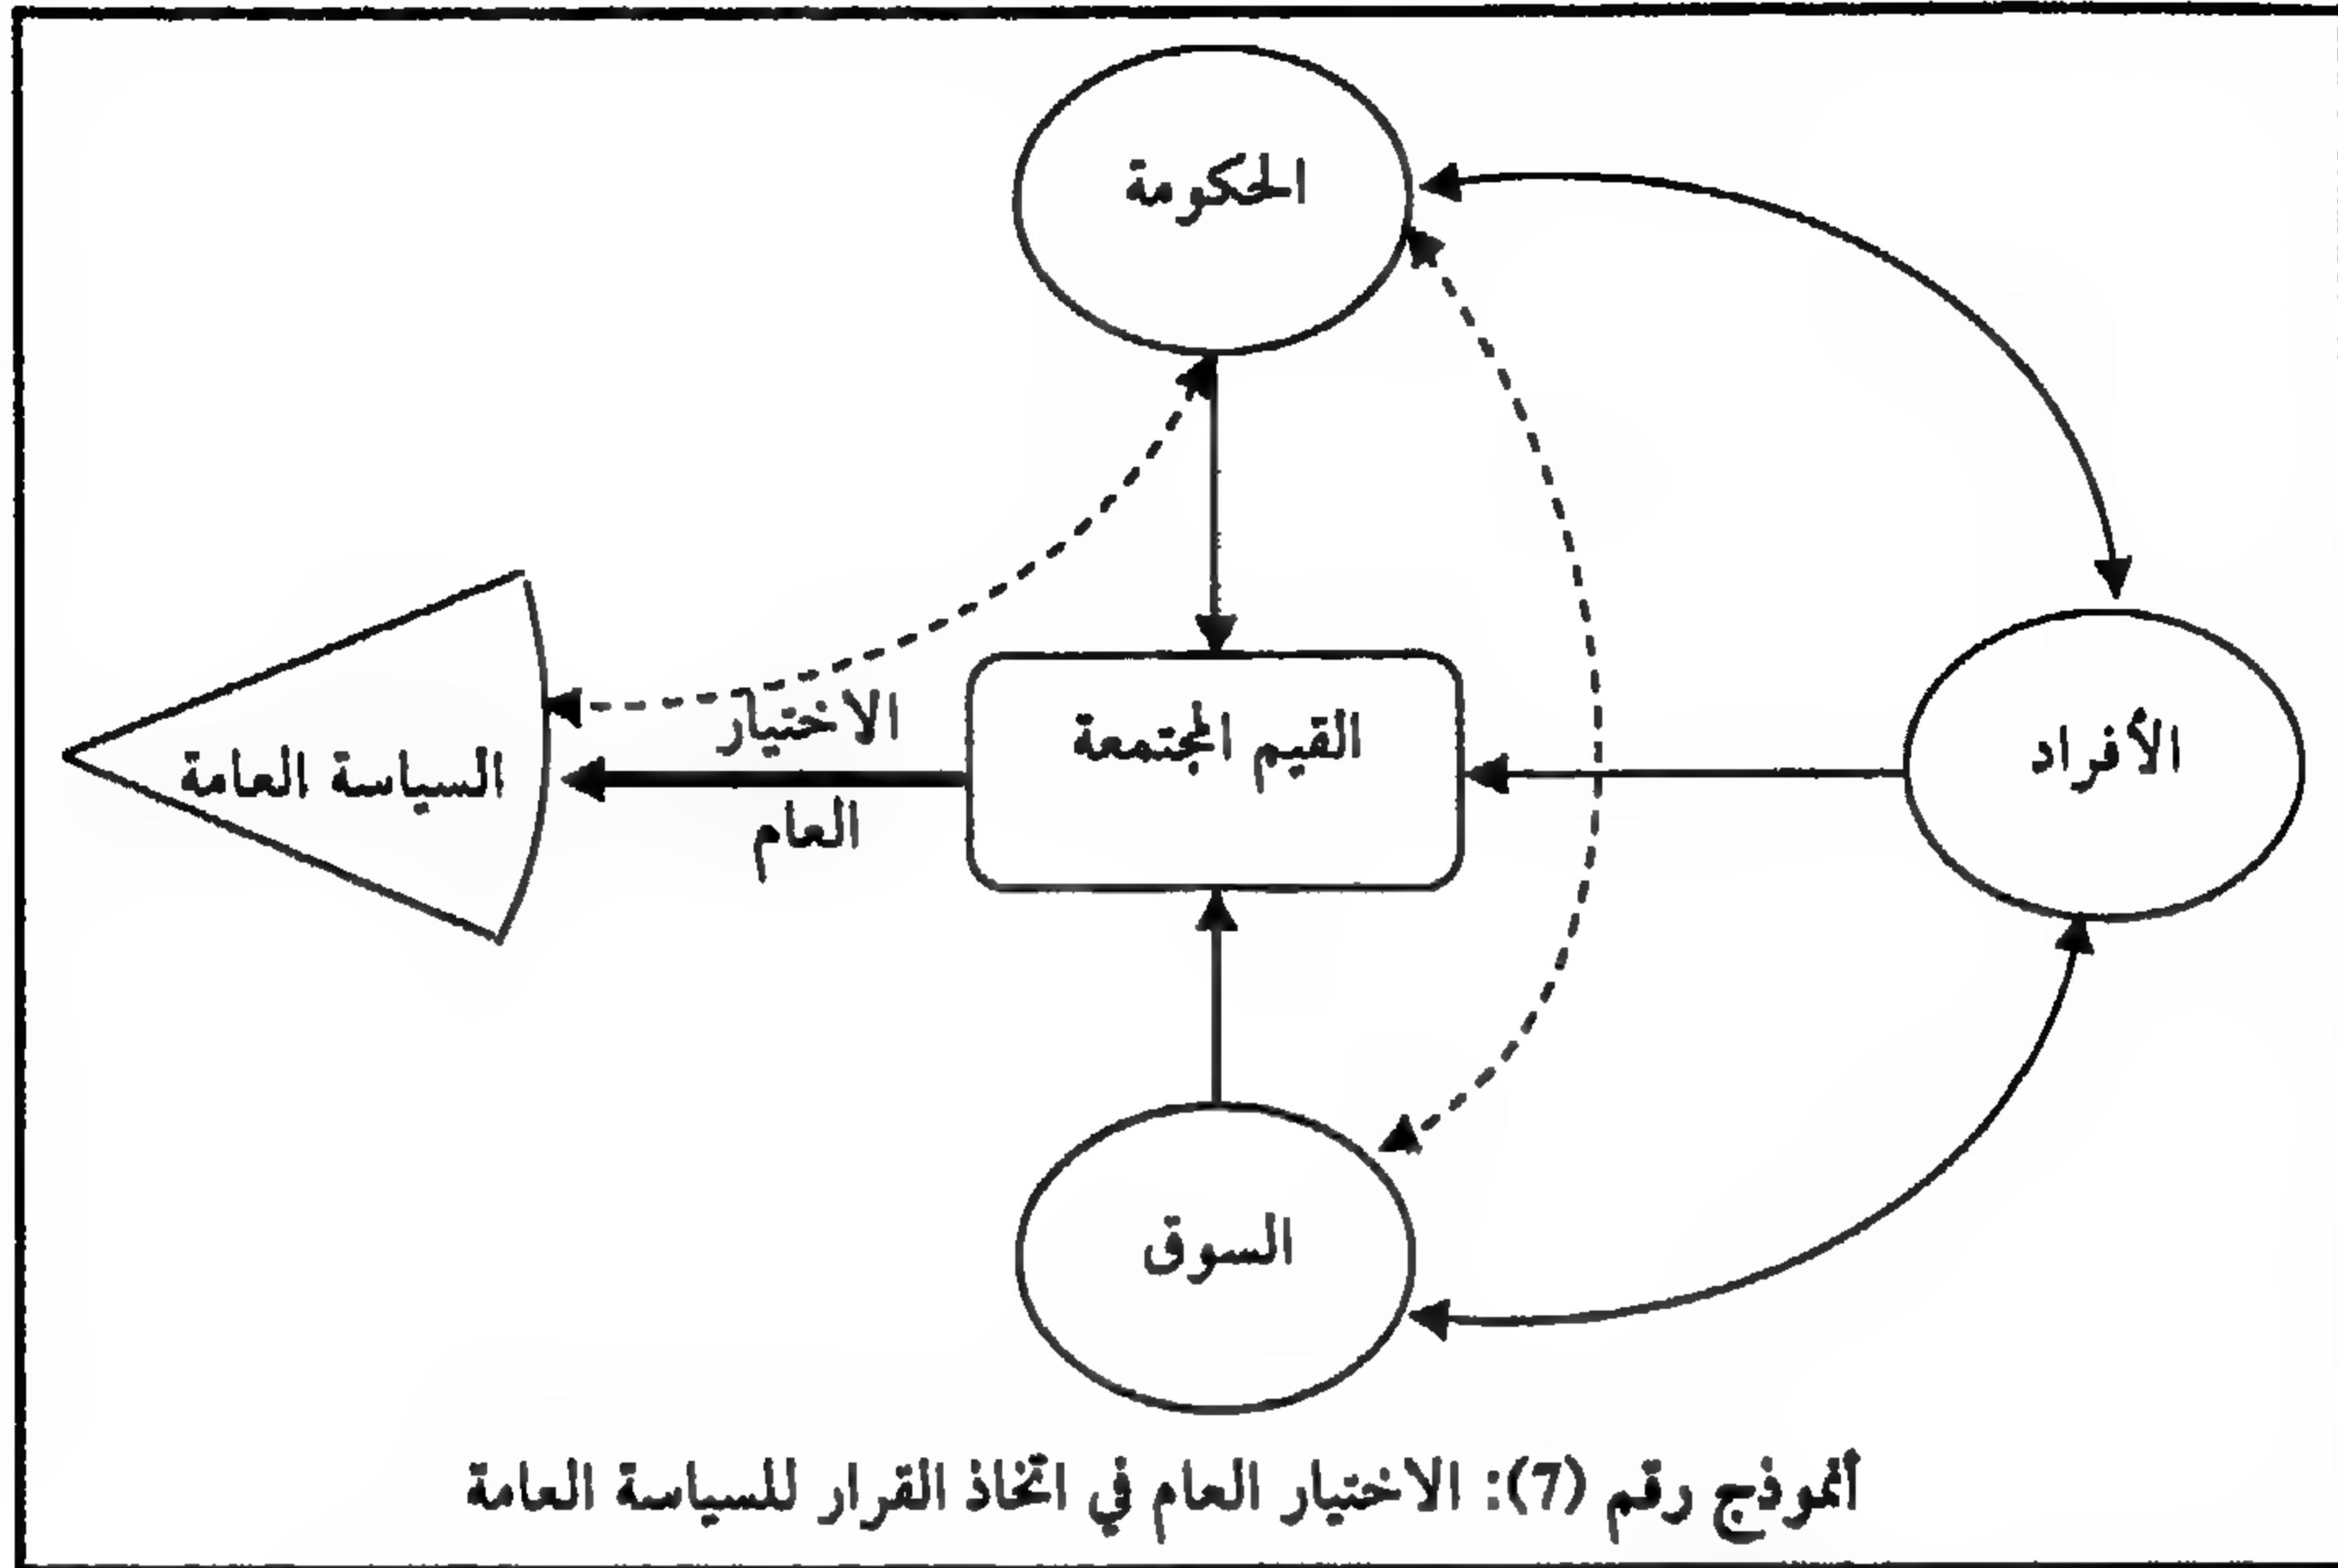 الحكومة
الأفراد
القيم المجتمعة
الاختيار
العام
السياسة العامة
السوق
أنموذج رقم (7): الاختيار العام في اتخاذ القرار للسياسة العامة